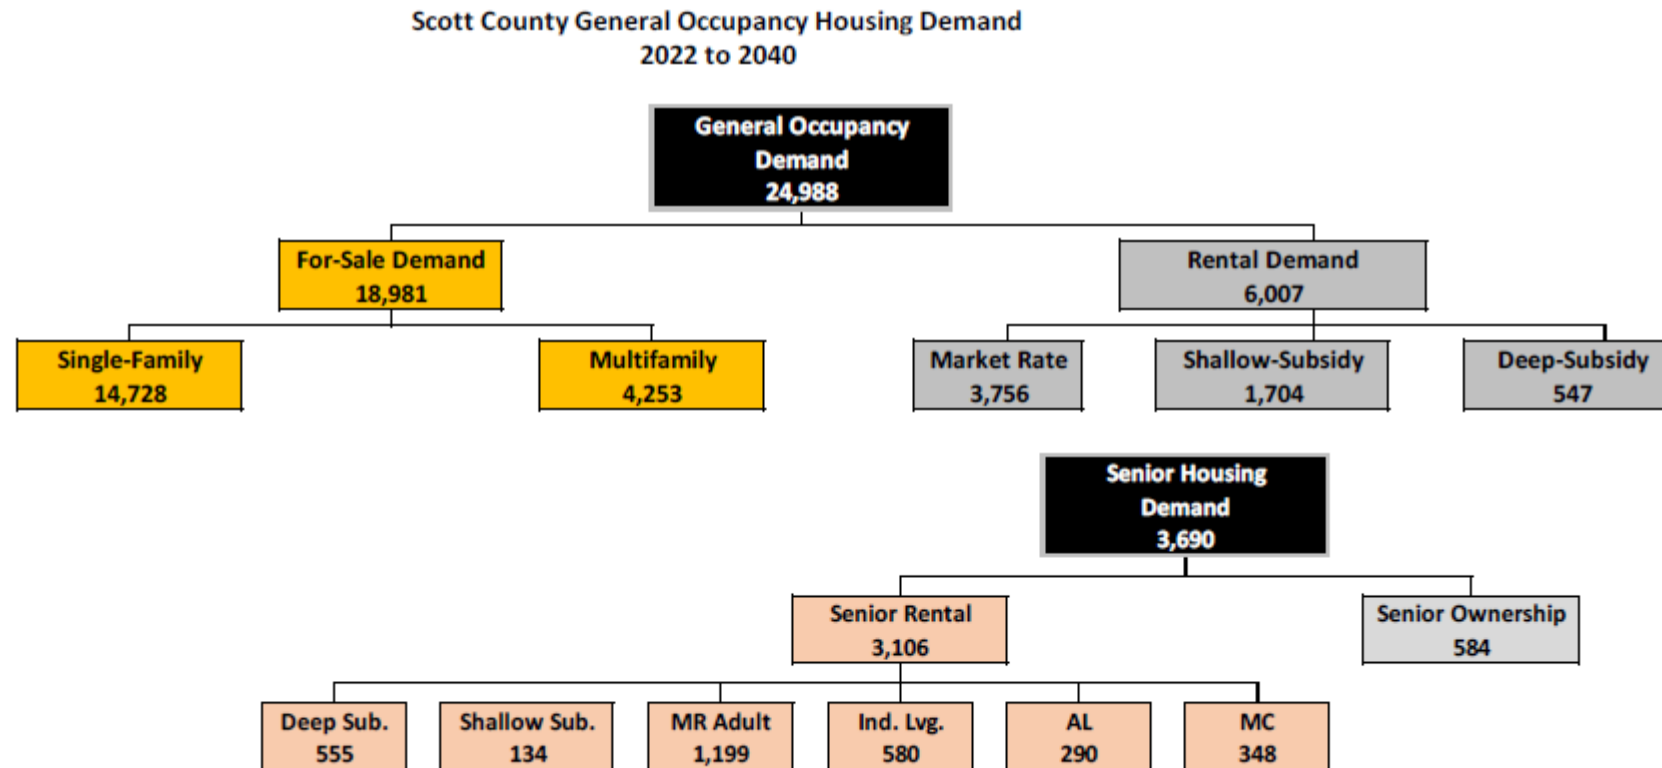 Scott County General Occupancy Housing Demand
2022 to 2040
General Occupancy
Demand
24,988
For-Sale Demand
18,981
Rental Demand
6,007
Single-Family
14,728
Multifamily
4,253
Market Rate
3,756
Shallow-Subsidy
1,704
Deep-Subsidy
547
Senior Housing
Demand
3,690
Senior Rental
3,106
Senior Ownership
584
Deep Sub.
555
Shallow Sub.
134
MR Adult
1,199
Ind. Lvg.
580
AL
290
MC
348